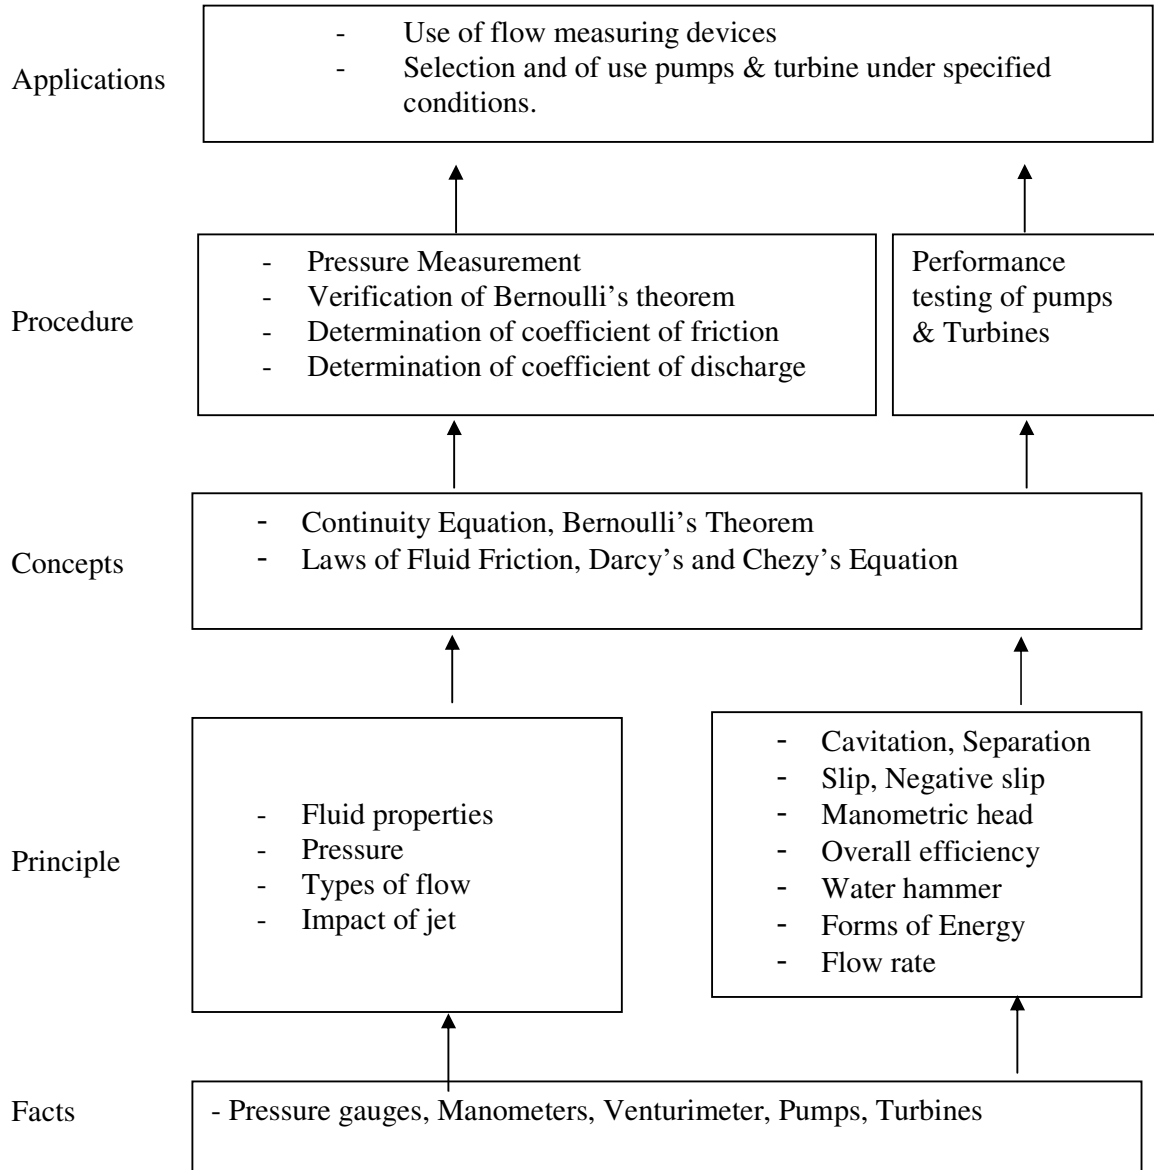 Applications
- Use of flow measuring devices
- Selection and of use pumps & turbine under specified
conditions.
Procedure
- Pressure Measurement
- Verification of Bernoulli’s theorem
- Determination of coefficient of friction
- Determination of coefficient of discharge
Performance
testing of pumps
& Turbines
Concepts
- Continuity Equation, Bernoulli’s Theorem
- Laws of Fluid Friction, Darcy’s and Chezy’s Equation
Principle
- Fluid properties
- Pressure
- Types of flow
- Impact of jet
- Cavitation, Separation
- Slip, Negative slip
- Manometric head
- Overall efficiency
- Water hammer
- Forms of Energy
- Flow rate
Facts
- Pressure gauges, Manometers, Venturimeter, Pumps, Turbines